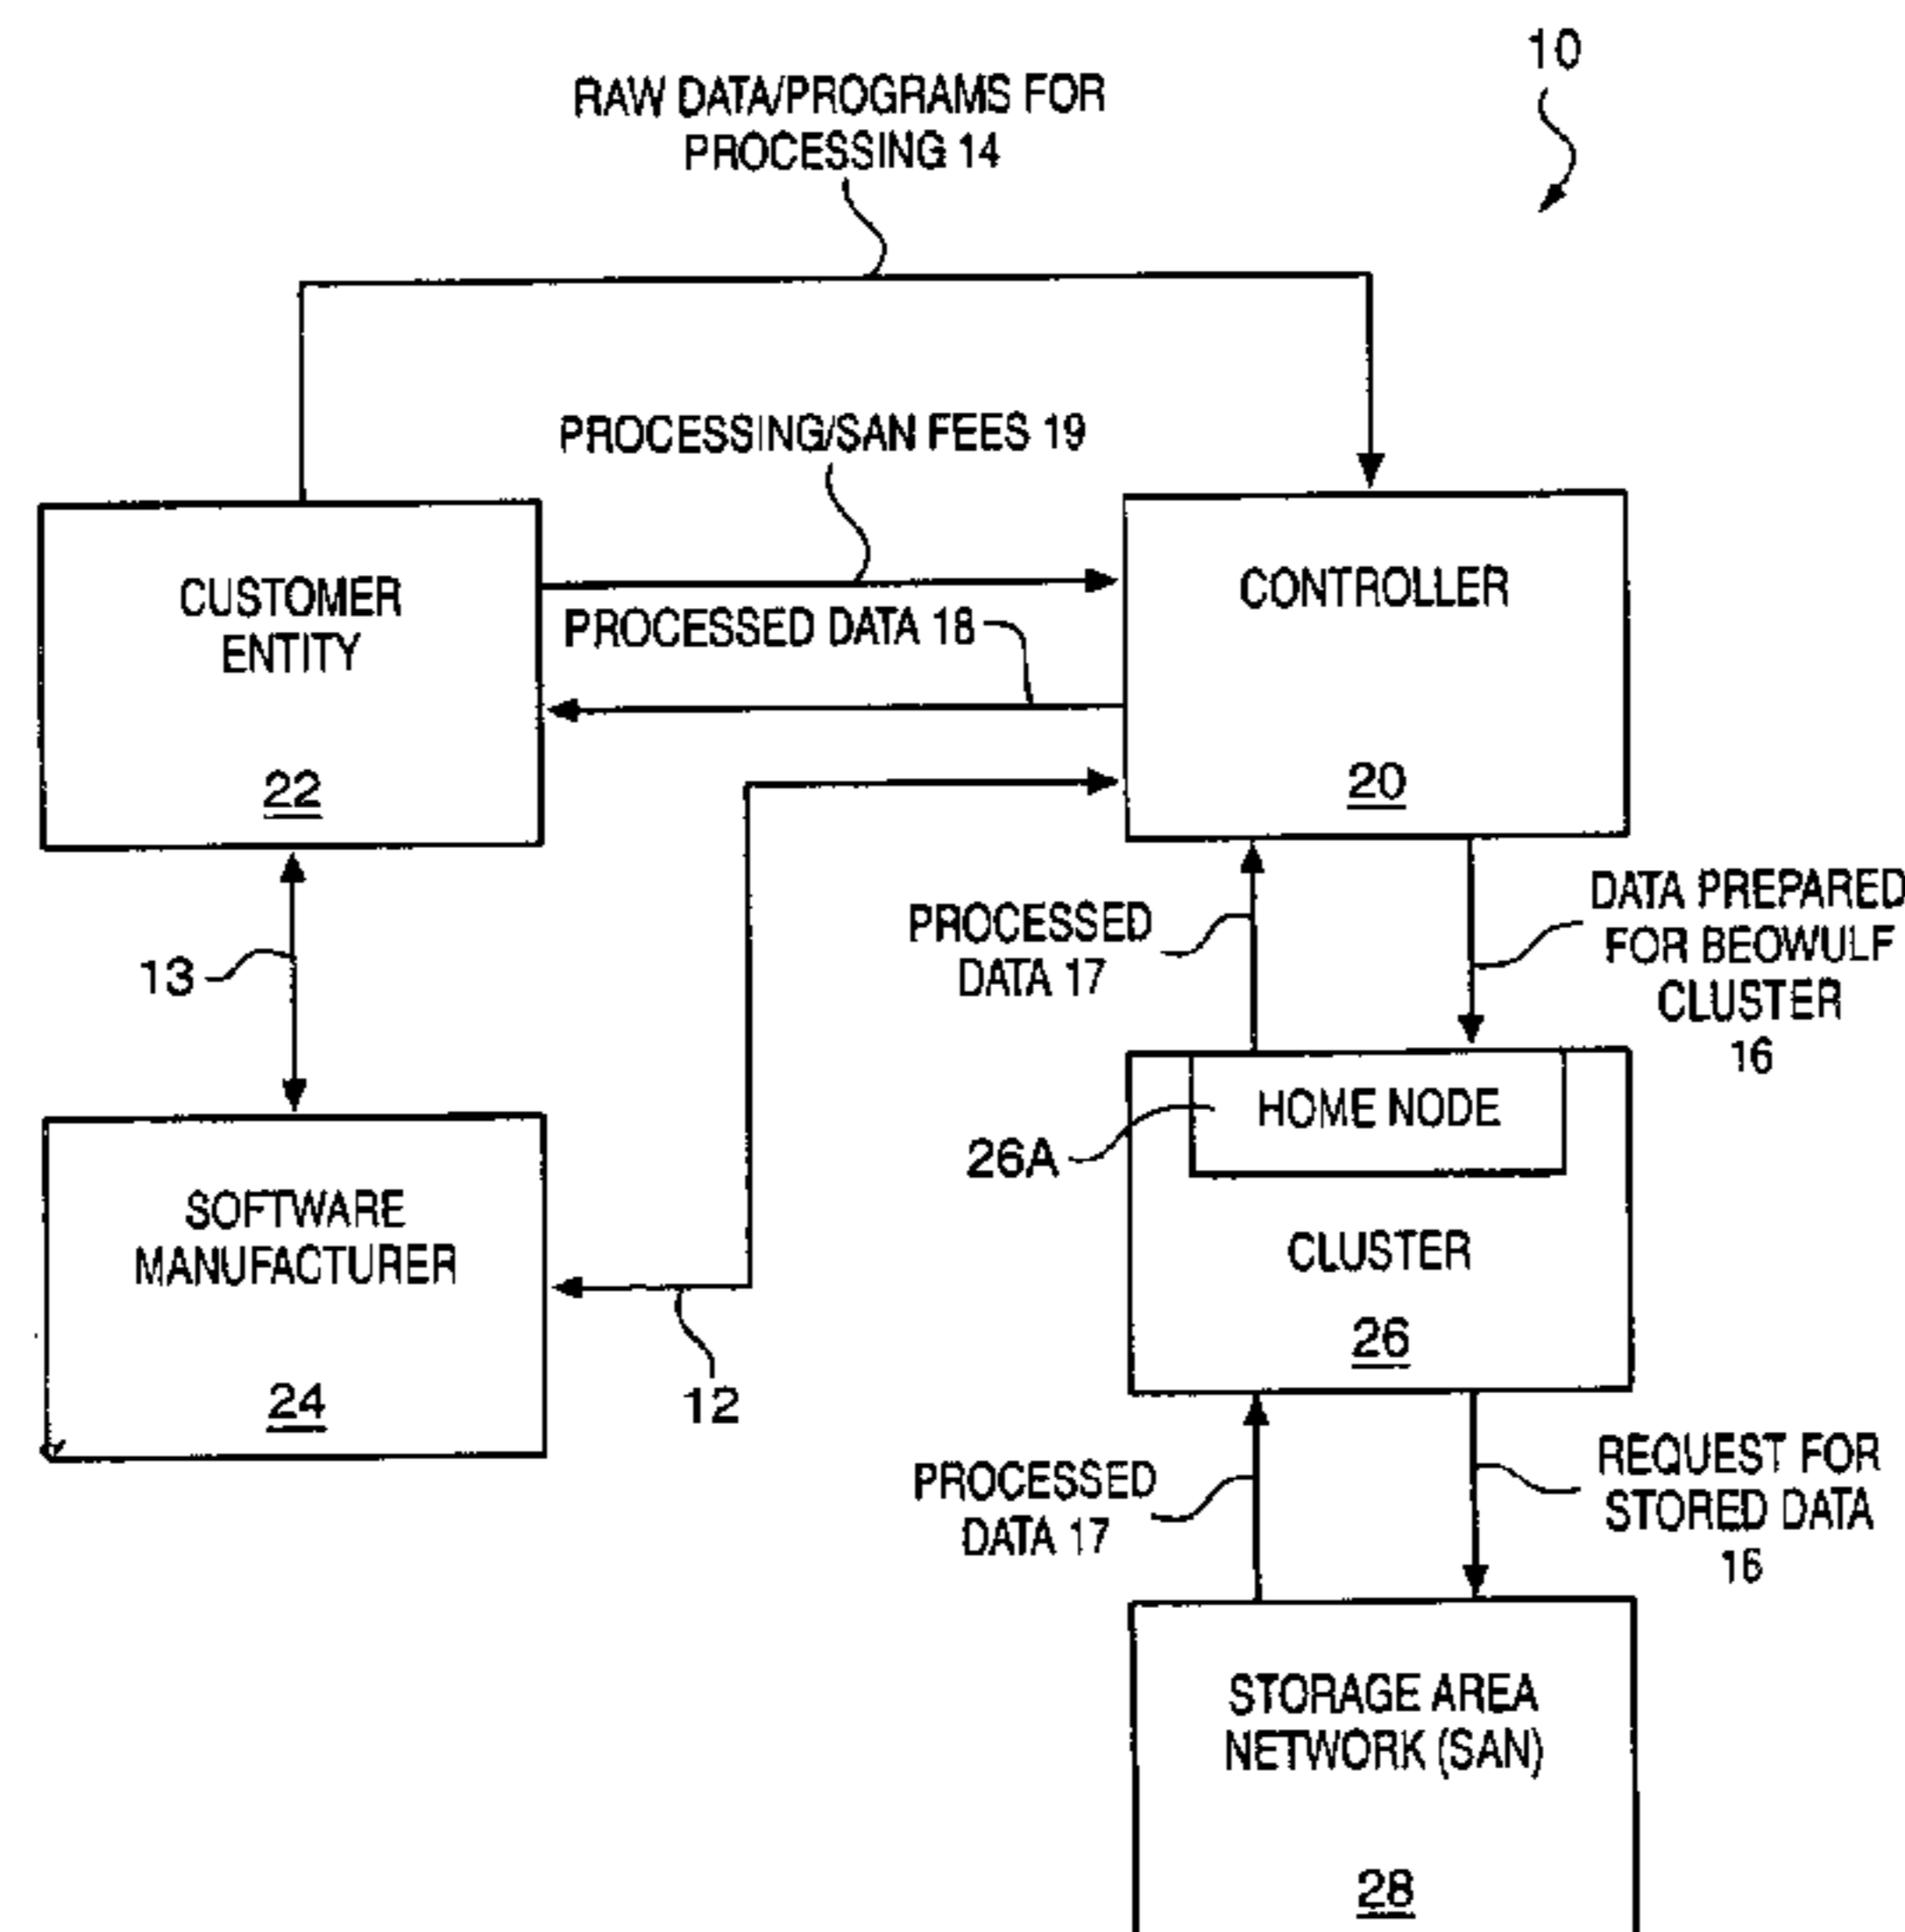 10
RAW DATA/PROGRAMS FOR
PROCESSING 14
PROCESSING/SAN FEES 19
CUSTOMER
ENTITY
22
PROCESSED DATA 18
CONTROLLER
20
13
PROCESSED
DATA 17
DATA PREPARED
FOR BEOWULF
CLUSTER
16
HOME NODE
26A
CLUSTER
26
SOFTWARE
MANUFACTURER
24
12
PROCESSED
DATA 17
REQUEST FOR
STORED DATA
16
STORAGE AREA
NETWORK (SAN)
28